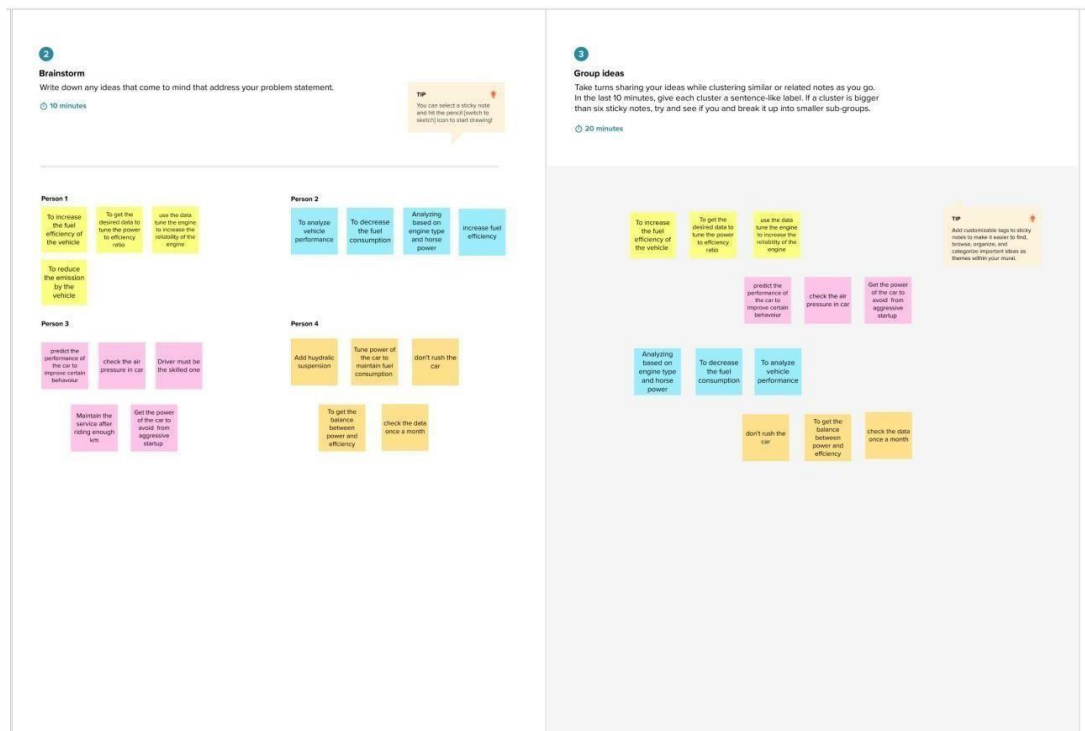 2
Brainstorm
Write down any ideas that come to mind that address your problem statement.
10 minutes
TIP
You can select a sticky note
and hit the pencil [switch to
sketch] icon to start drawing!
Person 1
To increase
the fuel
efficiency of
the vehicle
To get the
desired data to
tune the power
to efficiency
ratio
use the data
tune the engine
to increase the
reliability of the
engine
To reduce
the emission
by the
vehicle
Person 2
To analyze
vehicle
performance
To decrease
the fuel
consumption
Analyzing
based on
engine type
and horse
power
increase fuel
efficiency
Person 3
predict the
performance of
the car to
improve certain
behaviour
check the air
pressure in car
Driver must be
the skilled one
Maintain the
service after
riding enough
km
Get the power
of the car to
avoid from
aggressive
startup
Person 4
Add huydralic
suspension
Tune power of
the car to
maintain fuel
consumption
don't rush the
car
To get the
balance
between
power and
effciency
check the data
once a month
3
Group ideas
Take turns sharing your ideas while clustering similar or related notes as you go.
In the last 10 minutes, give each cluster a sentence-like label. If a cluster is bigger
than six sticky notes, try and see if you and break it up into smaller sub-groups.
20 minutes
To increase
the fuel
efficiency of
the vehicle
To get the
desired data to
tune the power
to efficiency
ratio
use the data
tune the engine
to increase the
reliability of the
engine
TIP
Add customizable tags to sticky
notes to make it easier to find,
browse, organize, and
categorize important ideas as
themes within your mural.
predict the
performance of
the car to
improve certain
behaviour
check the air
pressure in car
Get the power
of the car to
avoid from
aggressive
startup
Analyzing
based on
engine type
and horse
power
To decrease
the fuel
consumption
To analyze
vehicle
performance
don't rush the
car
To get the
balance
between
power and
effciency
check the data
once a month